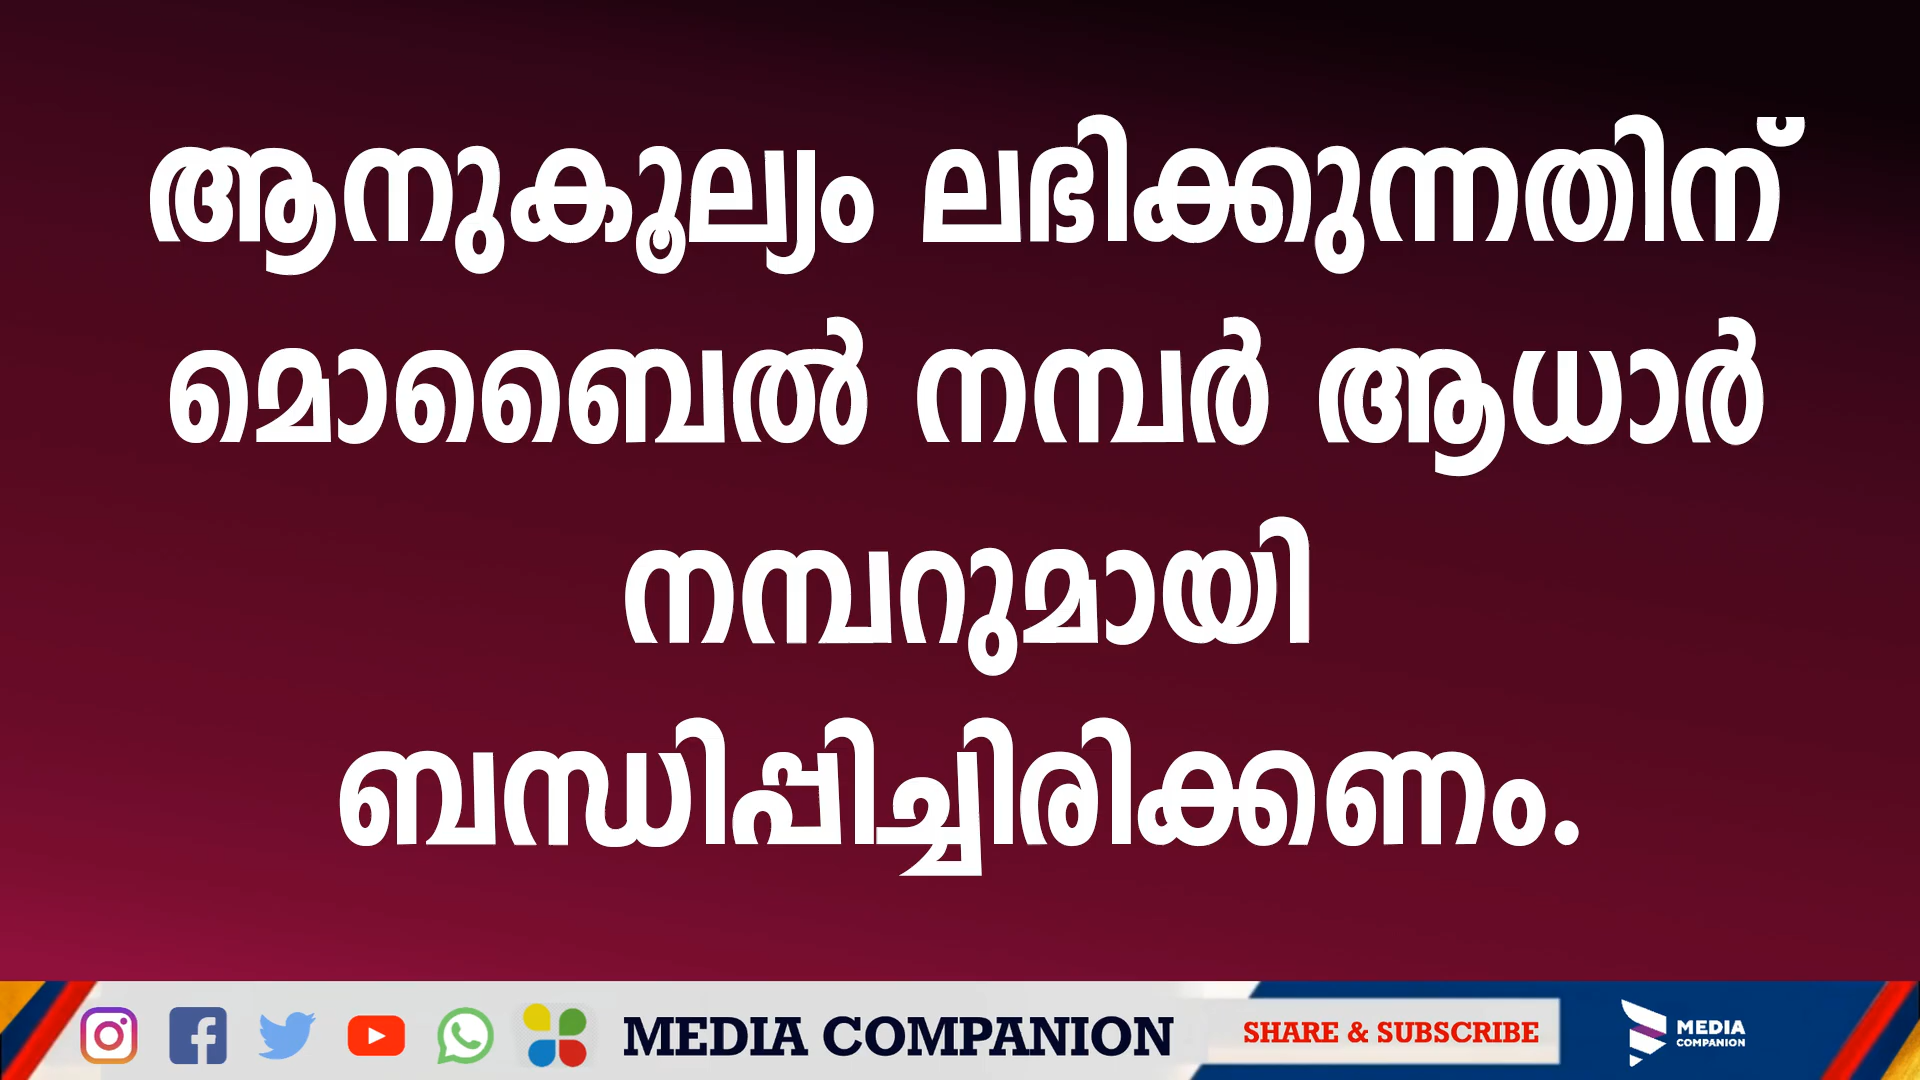 ആനുകൂല്യം ലഭിക്കുന്നതിന്
മൊബൈൽ നമ്പർ ആധാർ
നമ്പറുമായി
ബന്ധിപ്പിച്ചിരിക്കണം.
MEDIA COMPANION
SHARE & SUBSCRIBE
MEDIA
COMPANION